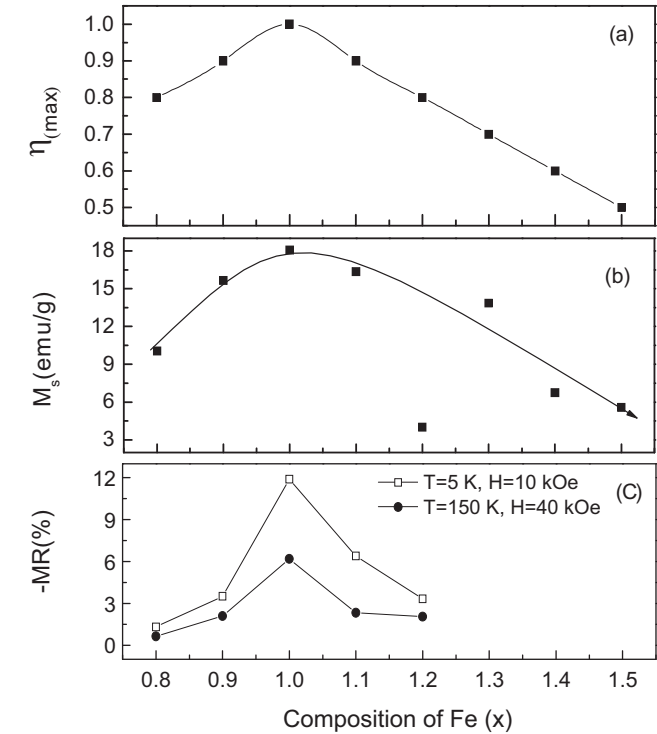 (a)
η(max)
1.0
0.9
0.8
0.7
0.6
0.5
(b)
Ms(emu/g)
18
15
12
9
6
3
(C)
T=5 K, H=10 kOe
T=150 K, H=40 kOe
-MR(%)
12
9
6
3
0
0.8 0.9 1.0 1.1 1.2 1.3 1.4 1.5
Composition of Fe (x)